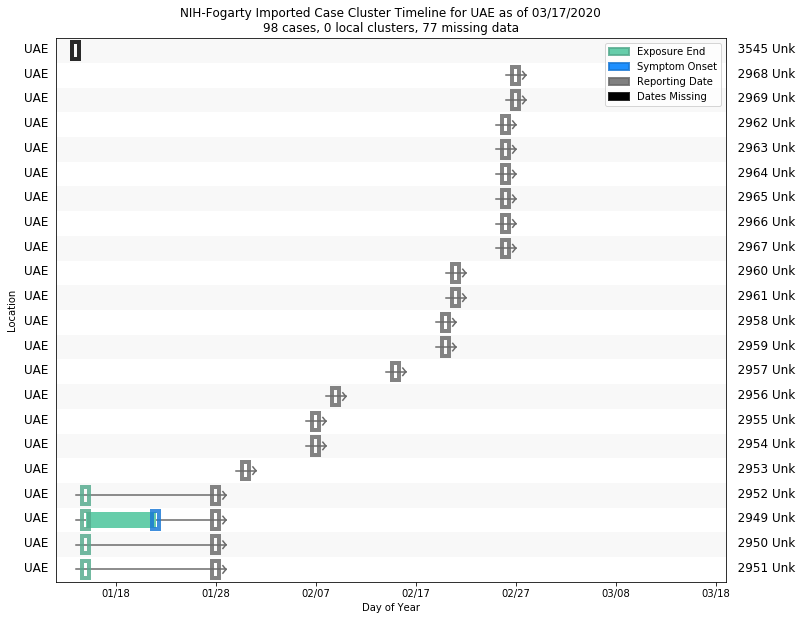 NIH-Fogarty Imported Case Cluster Timeline for UAE as of 03/17/2020
98 cases, 0 local clusters, 77 missing data
Exposure End
Symptom Onset
Reporting Date
Dates Missing
UAE 3545 Unk
UAE 2968 Unk
UAE 2969 Unk
UAE 2962 Unk
UAE 2963 Unk
UAE 2964 Unk
UAE 2965 Unk
UAE 2966 Unk
UAE 2967 Unk
UAE 2960 Unk
UAE 2961 Unk
UAE 2958 Unk
UAE 2959 Unk
UAE 2957 Unk
UAE 2956 Unk
UAE 2955 Unk
UAE 2954 Unk
UAE 2953 Unk
UAE 2952 Unk
UAE 2949 Unk
UAE 2950 Unk
UAE 2951 Unk
Location
01/18 01/28 02/07 02/17 02/27 03/08 03/18
Day of Year